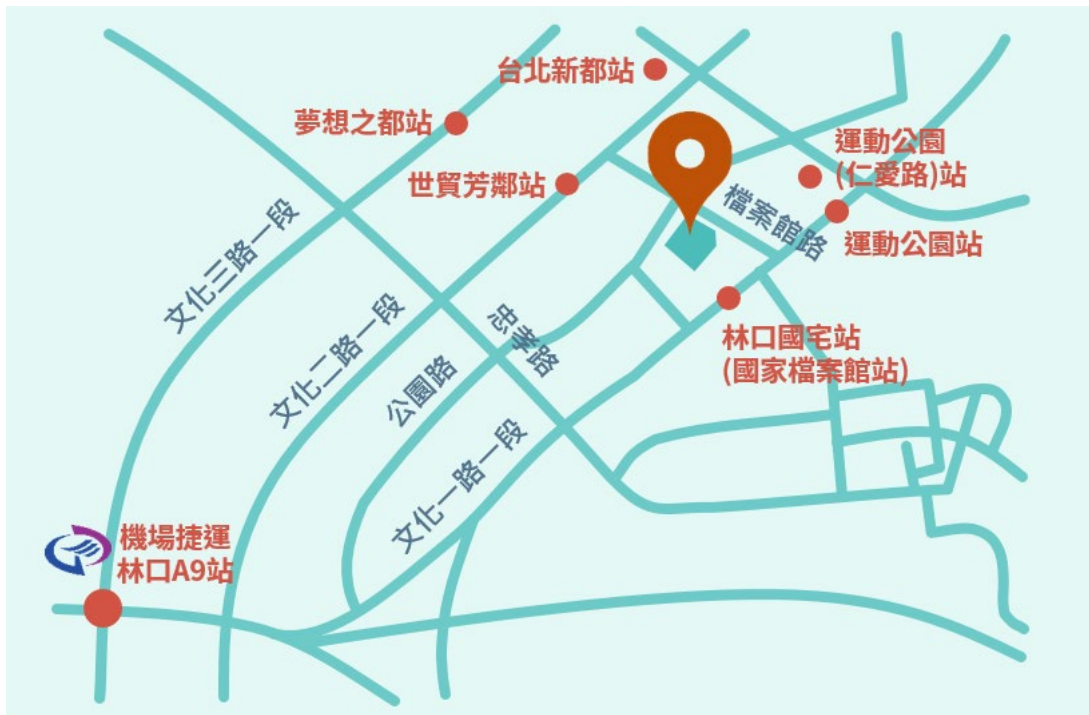 台北新都站
夢想之都站
運動公園
(仁愛路)站
世貿芳鄰站
檔案館路
運動公園站
文化三路一段
文化二路一段
忠孝路
林口國宅站
(國家檔案館站)
公園路
文化一路一段
機場捷運
林口A9站